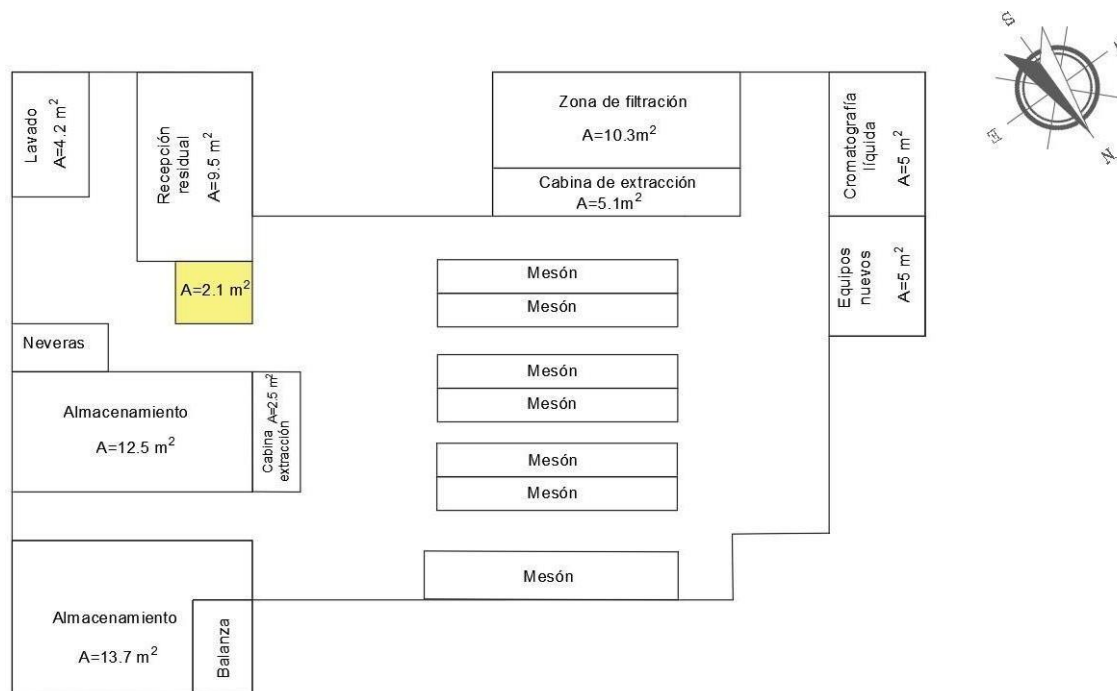 Lavado
A=4.2 m²
Recepción
residual
A=9.5 m²
Zona de filtración
A=10.3m²
Cabina de extracción
A=5.1m²
Cromatografía
líquida
A=5 m²
S
E
N
Equipos
nuevos
A=5 m²
A=2.1 m²
Mesón
Mesón
Neveras
Mesón
Mesón
Almacenamiento
A=12.5 m²
Cabina A=2.5 m²
extracción
Mesón
Mesón
Mesón
Almacenamiento
A=13.7 m²
Balanza